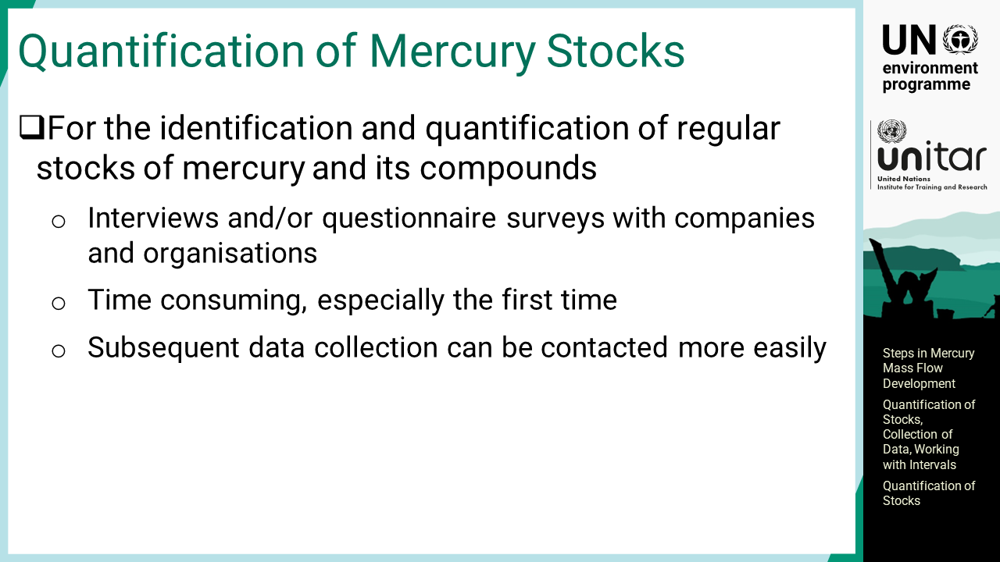 Quantification of Mercury Stocks
For the identification and quantification of regular
stocks of mercury and its compounds
o Interviews and/or questionnaire surveys with companies
and organisations
o Time consuming, especially the first time
o Subsequent data collection can be contacted more easily
UN
environment
programme
unitar
United Nations
Institute for Training and Research
Steps in Mercury
Mass Flow
Development
Quantification of
Stocks,
Collection of
Data, Working
with Intervals
Quantification of
Stocks